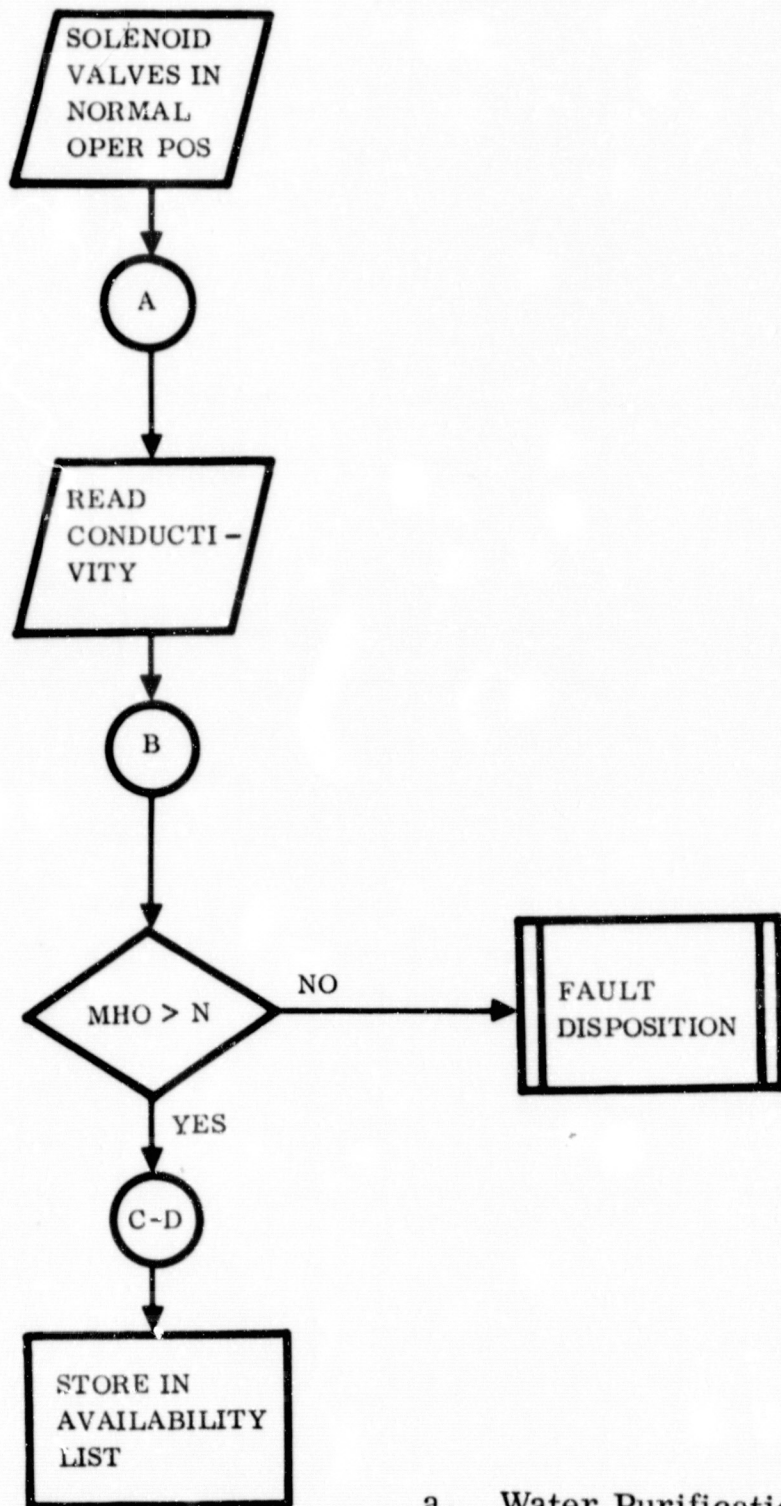 SOLENOID
VALVES IN
NORMAL
OPER POS
A
READ
CONDUCTI-
VITY
B
MHO > N
NO
FAULT
DISPOSITION
YES
C-D
STORE IN
AVAILABILITY
LIST
a. Water